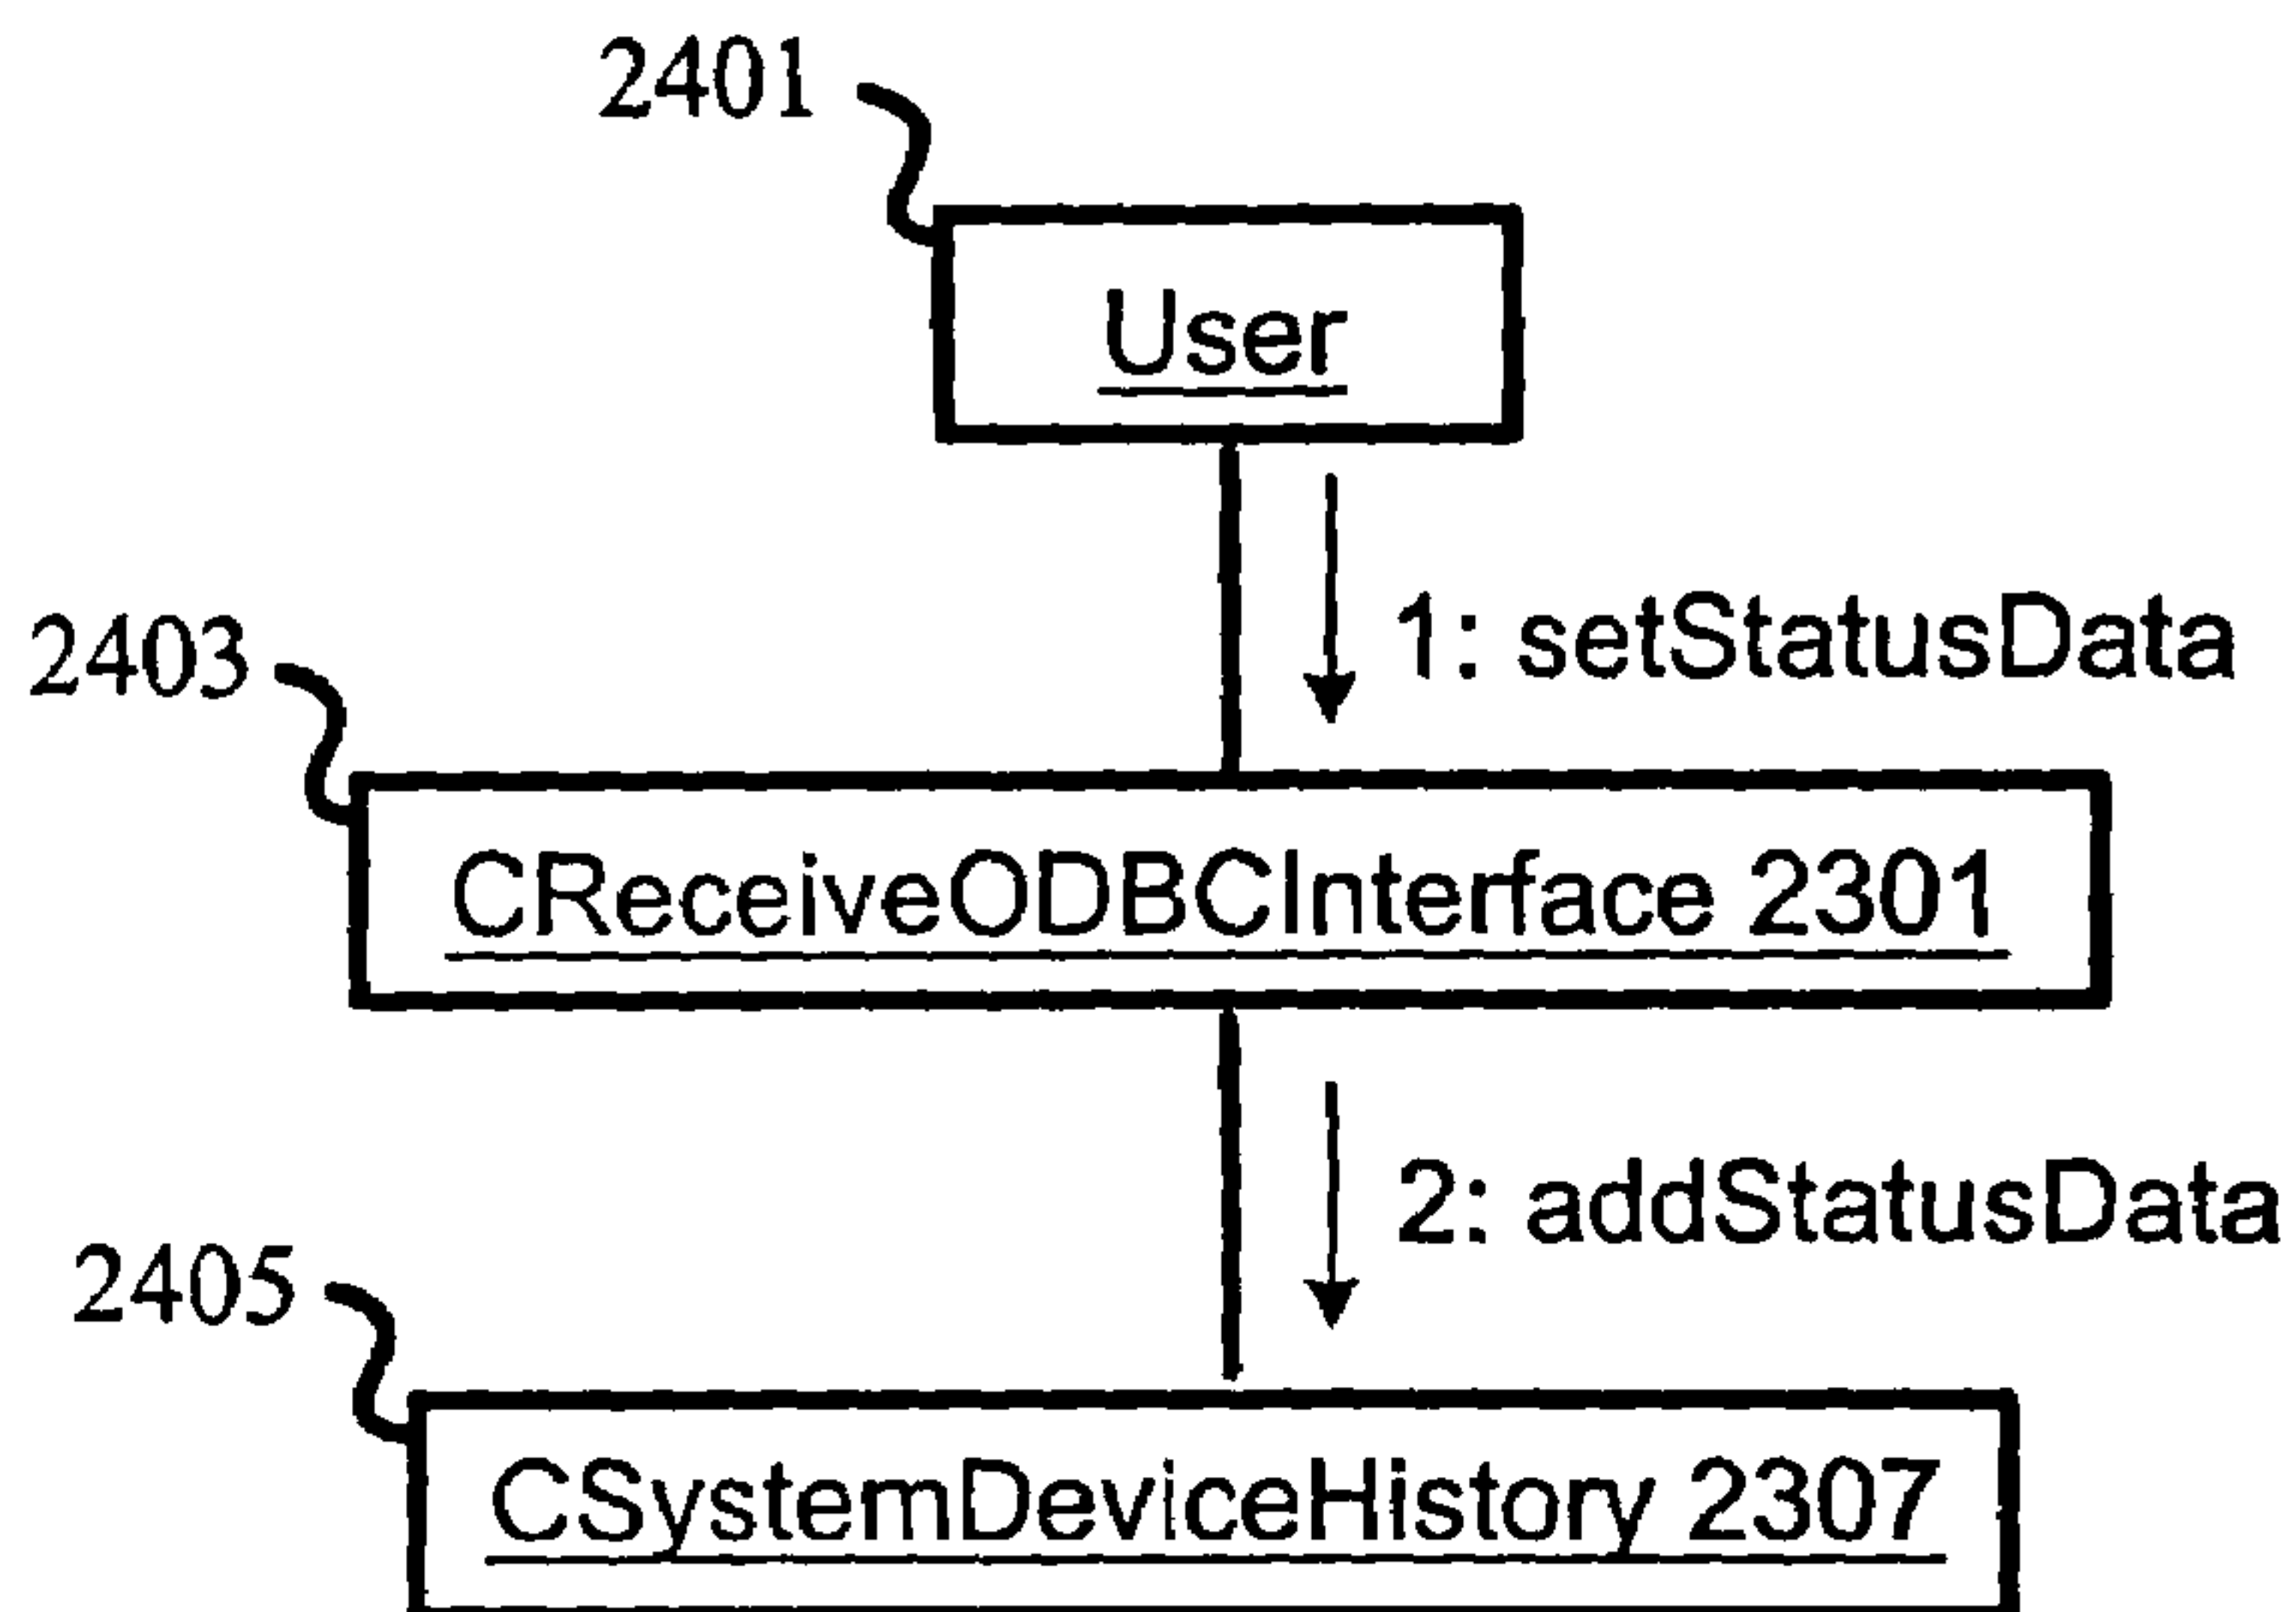 2401
User
1: setStatusData
2403
CReceiveODBCInterface 2301
2: addStatusData
2405
CSystemDeviceHistory 2307